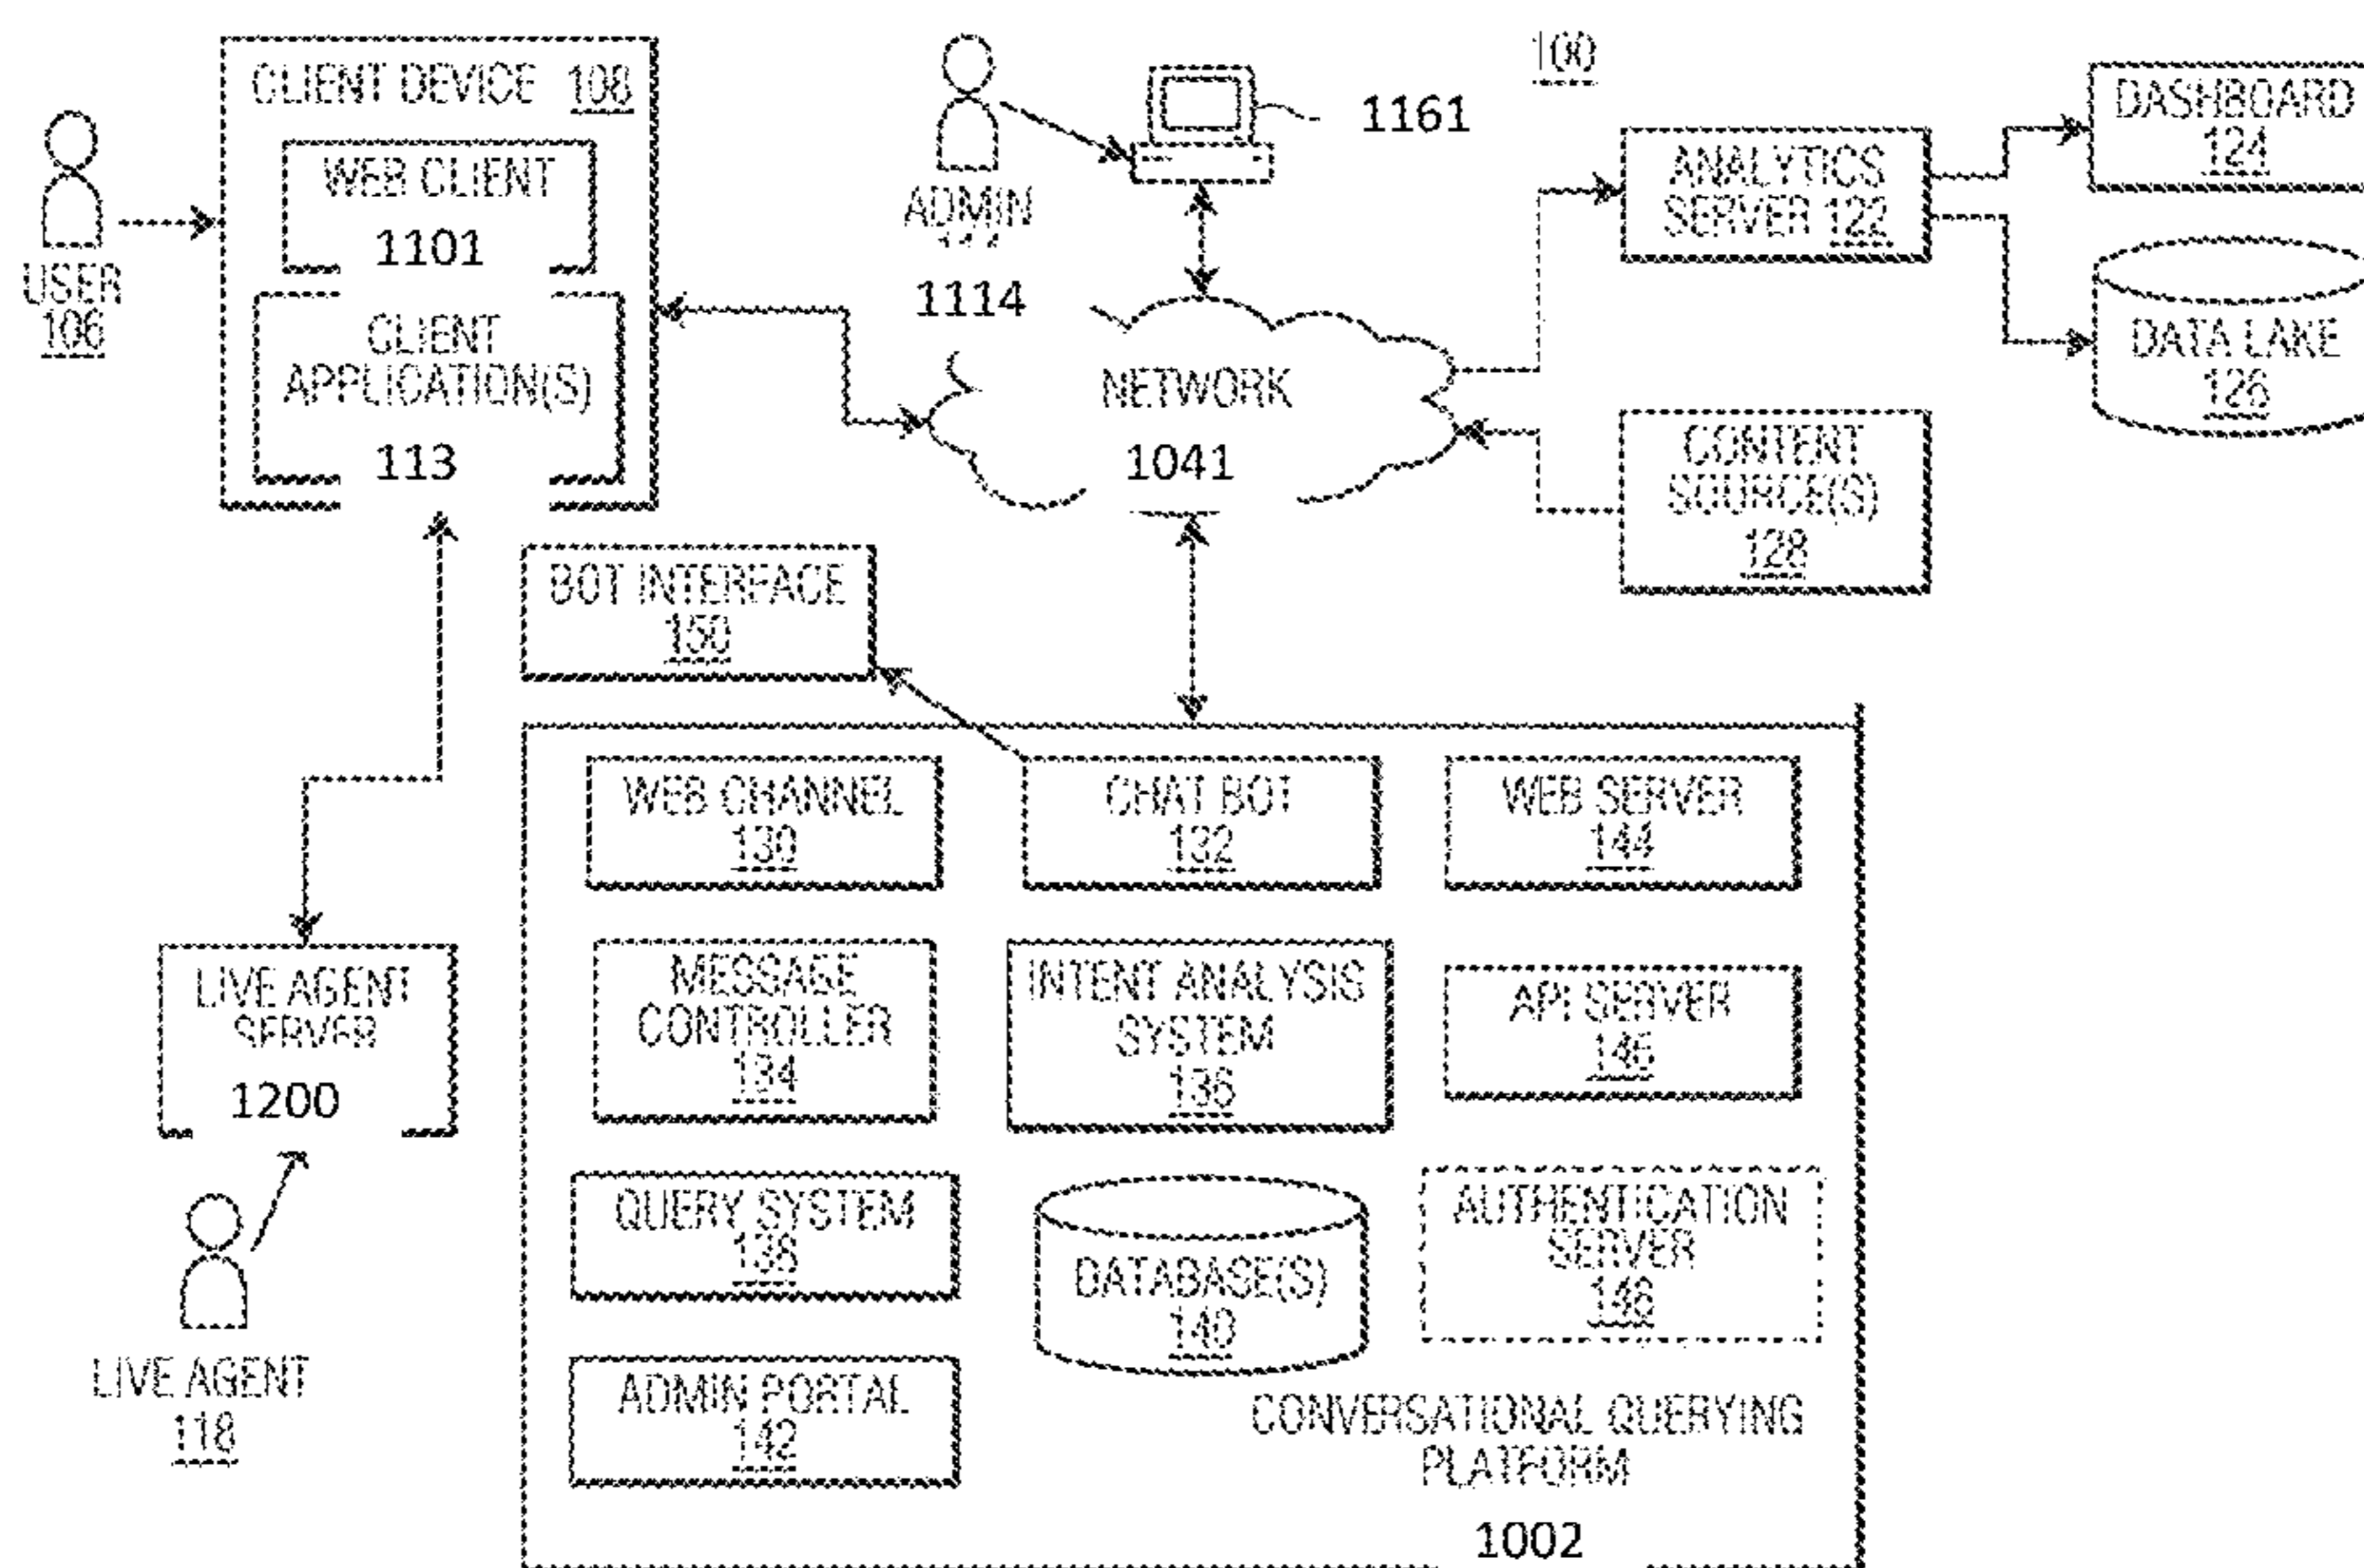 100
CLIENT DEVICE 108
WEB CLIENT
1101
CLIENT
APPLICATION(S)
113
USER
106
ADMIN
1114
1161
NETWORK
1041
ANALYTICS
SERVER 122
DASHBOARD
124
DATA LAKE
126
CONTENT
SOURCE(S)
128
BOT INTERFACE
150
WEB CHANNEL
130
CHAT BOT
132
WEB SERVER
144
MESSAGE
CONTROLLER
134
INTENT ANALYSIS
SYSTEM
136
API SERVER
LIVE AGENT
SERVER
1200
LIVE AGENT
118
QUERY SYSTEM
138
DATABASE(S)
140
AUTHENTICATION
SERVER
ADMIN PORTAL
142
CONVERSATIONAL QUERYING
PLATFORM
1002